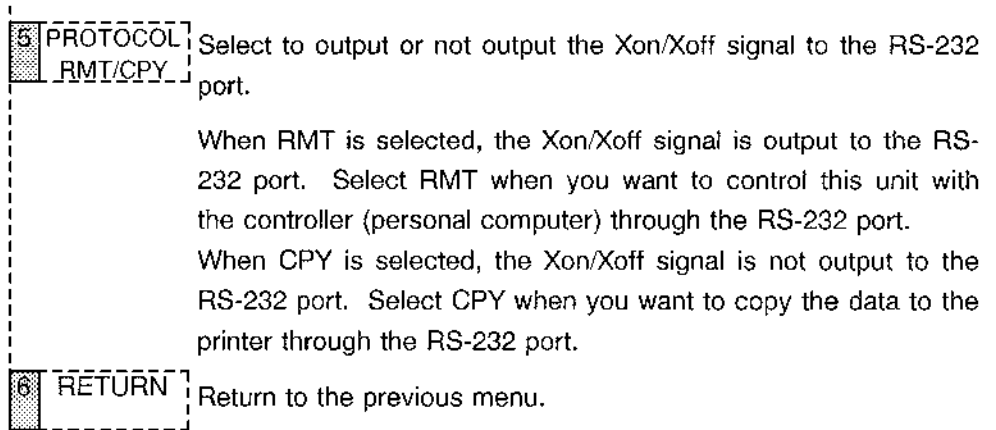 5 PROTOCOL Select to output or not output the Xon/Xoff signal to the RS-232
RMT/CPY port.
When RMT is selected, the Xon/Xoff signal is output to the RS-
232 port. Select RMT when you want to control this unit with
the controller (personal computer) through the RS-232 port.
When CPY is selected, the Xon/Xoff signal is not output to the
RS-232 port. Select CPY when you want to copy the data to the
printer through the RS-232 port.
6 RETURN Return to the previous menu.